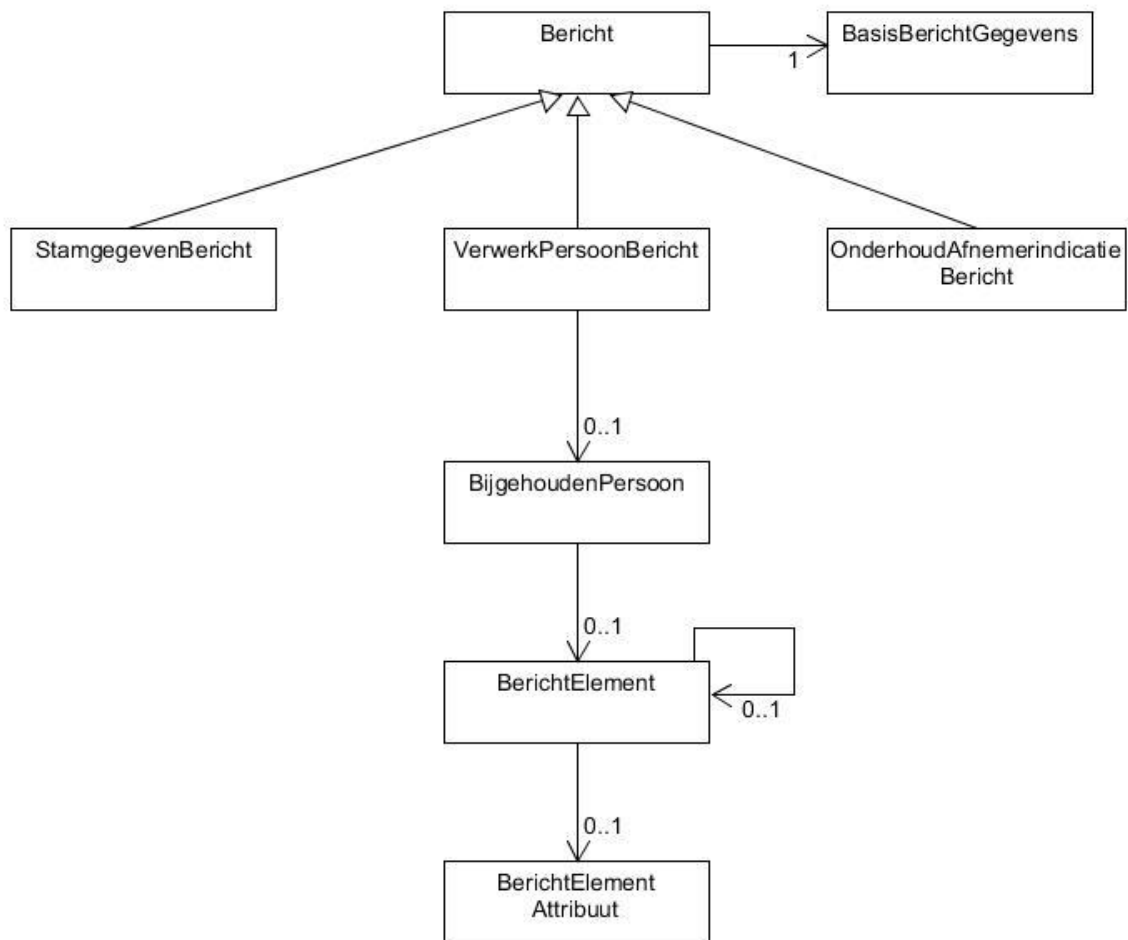 Bericht
BasisBerichtGegevens
1
StamgegevenBericht
VerwerkPersoonBericht
OnderhoudAfnemerindicatie
Bericht
0..1
BijgehoudenPersoon
0..1
BerichtElement
0..1
0..1
BerichtElement
Attribuut